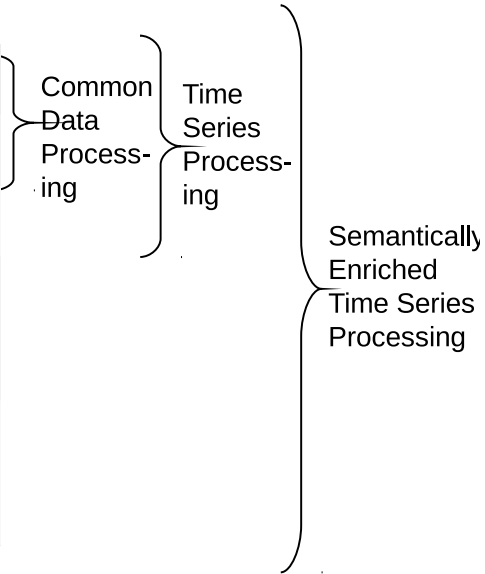 Common
Data
Process-
ing
Time
Series
Process-
ing
Semantically
Enriched
Time Series
Processing